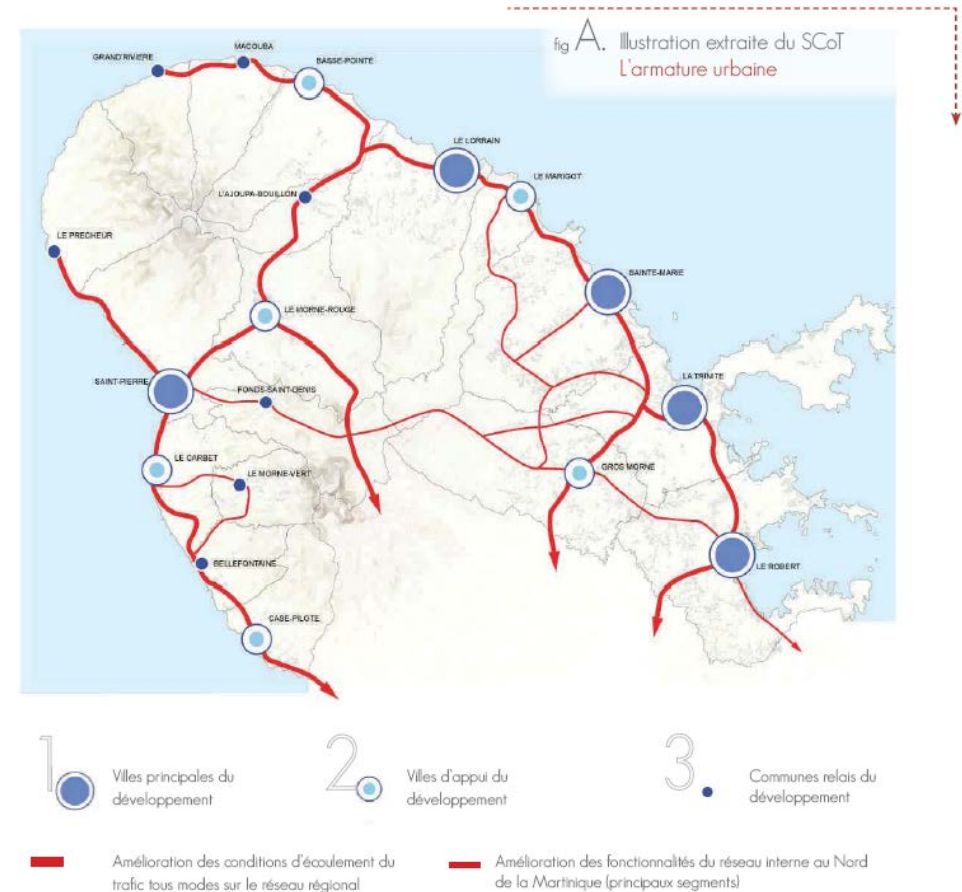 fig A. Illustration extraite du SCoT
L'armature urbaine
MACOUBA
GRAND'RIVIERE
BASSE-POINTE
LE LORRAIN
LE MARIGOT
L'AJOUPA-BOUILLON
LE PRECHEUR
SAINTE-MARIE
LE MORNE-ROUGE
LA TRINITE
SAINT-PIERRE
FONDS-SAINT-DENIS
LE CARBET
GROS MORNE
LE MORNE-VERT
BELLEFONTAINE
LE ROBERT
CASE-PILOTE
1 Villes principales du
développement
2 Villes d'appui du
développement
3 Communes relais du
développement
Amélioration des conditions d'écoulement du
trafic tous modes sur le réseau régional
Amélioration des fonctionnalités du réseau interne au Nord
de la Martinique (principaux segments)